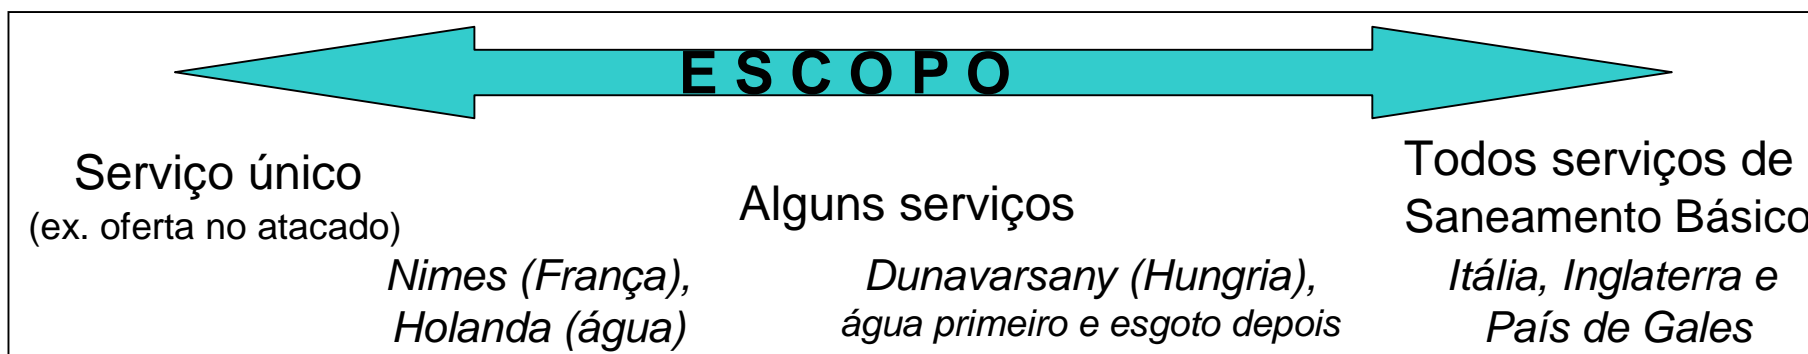 E S C O P O
Serviço único
(ex. oferta no atacado)
Alguns serviços
Todos serviços de
Saneamento Básico
Nimes (França),
Holanda (água)
Dunavarsany (Hungria),
água primeiro e esgoto depois
Itália, Inglaterra e
País de Gales